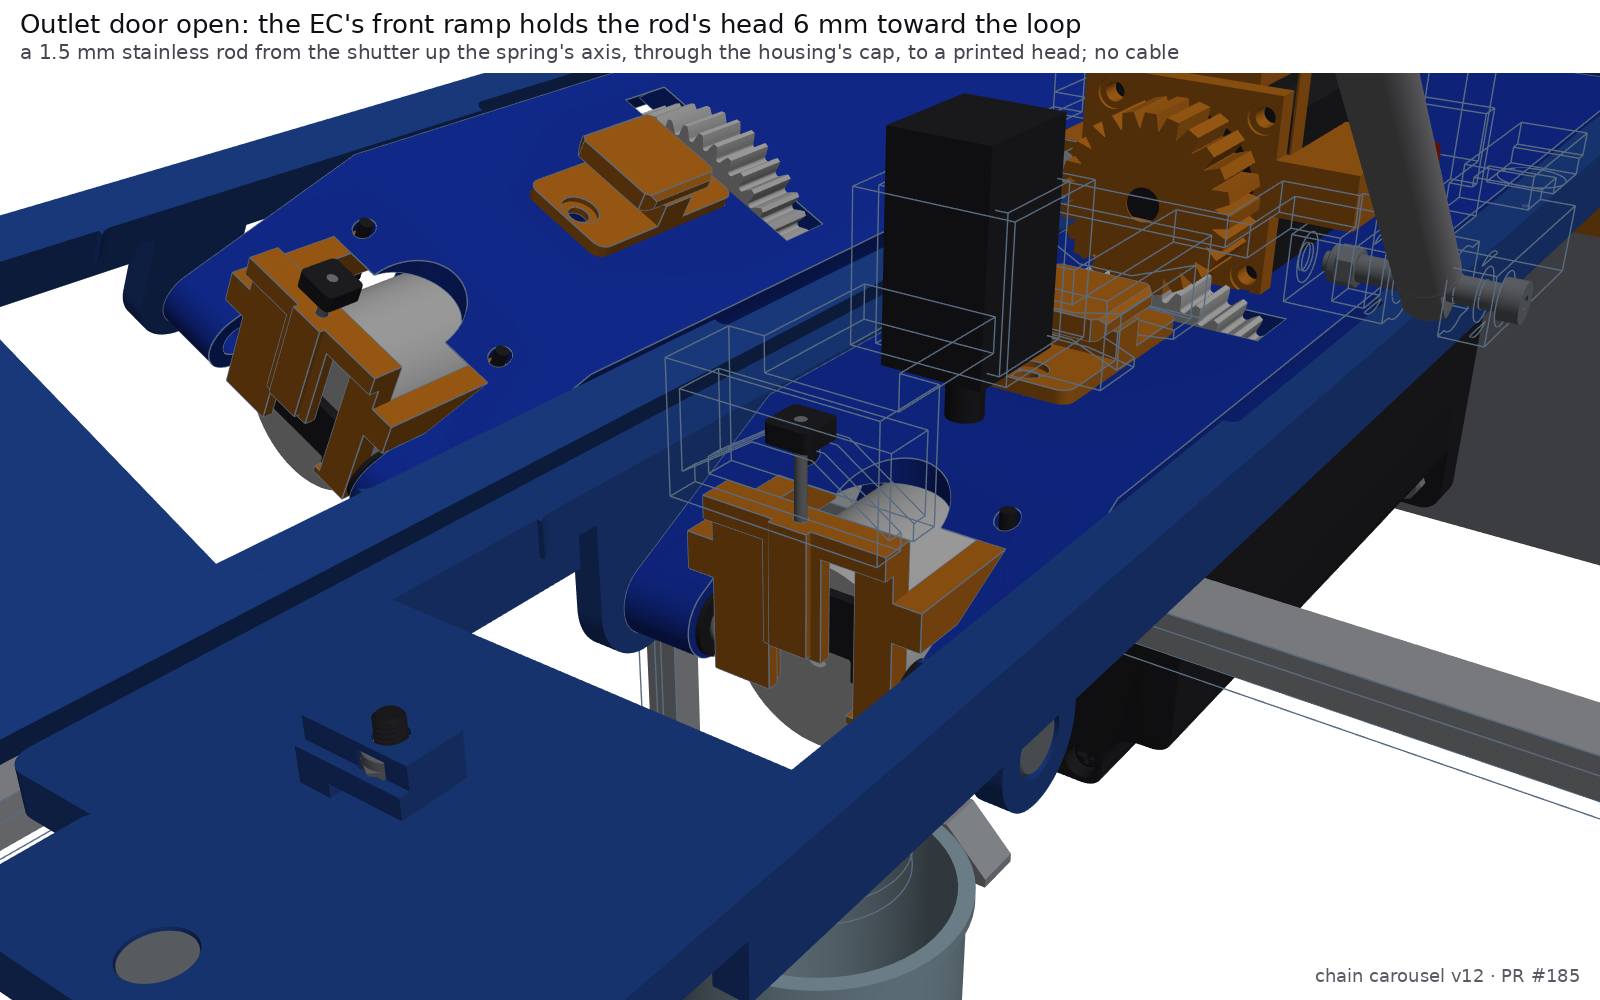 Outlet door open: the EC's front ramp holds the rod's head 6 mm toward the loop
a 1.5 mm stainless rod from the shutter up the spring's axis, through the housing's cap, to a printed head; no cable
chain carousel v12 · PR #185